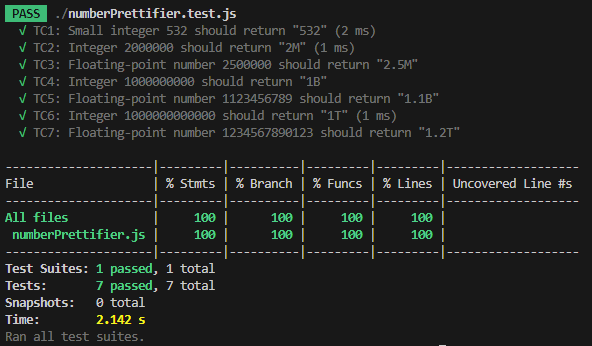 PASS ./numberPrettifier.test.js
√ TC1: Small integer 532 should return "532" (2 ms)
√ TC2: Integer 2000000 should return "2M" (1 ms)
√ TC3: Floating-point number 2500000 should return "2.5M"
√ TC4: Integer 1000000000 should return "1B"
√ TC5: Floating-point number 1123456789 should return "1.1B"
√ TC6: Integer 1000000000000 should return "1T" (1 ms)
√ TC7: Floating-point number 1234567890123 should return "1.2T"
---------------------|---------|----------|---------|---------|-------------------
File                 | % Stmts | % Branch | % Funcs | % Lines | Uncovered Line #s
---------------------|---------|----------|---------|---------|-------------------
All files            |     100 |      100 |     100 |     100 |
 numberPrettifier.js |     100 |      100 |     100 |     100 |
---------------------|---------|----------|---------|---------|-------------------
Test Suites: 1 passed, 1 total
Tests:       7 passed, 7 total
Snapshots:   0 total
Time:        2.142 s
Ran all test suites.